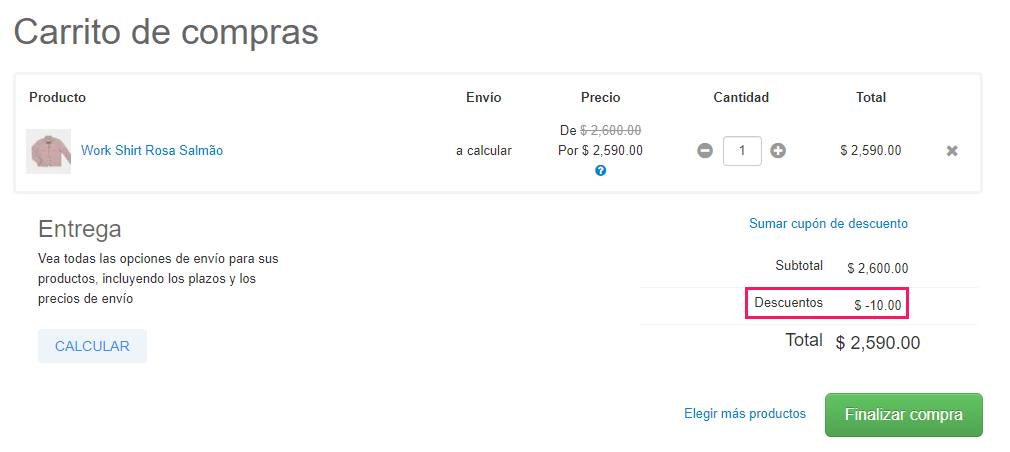 Carrito de compras
Producto Envío Precio Cantidad Total
De $ 2,600.00
Work Shirt Rosa Salmão a calcular Por $ 2,590.00 1 $ 2,590.00
?
Entrega
Vea todas las opciones de envío para sus
productos, incluyendo los plazos y los
precios de envío
CALCULAR
Sumar cupón de descuento
Subtotal $ 2,600.00
Descuentos $ -10.00
Total $ 2,590.00
Elegir más productos Finalizar compra